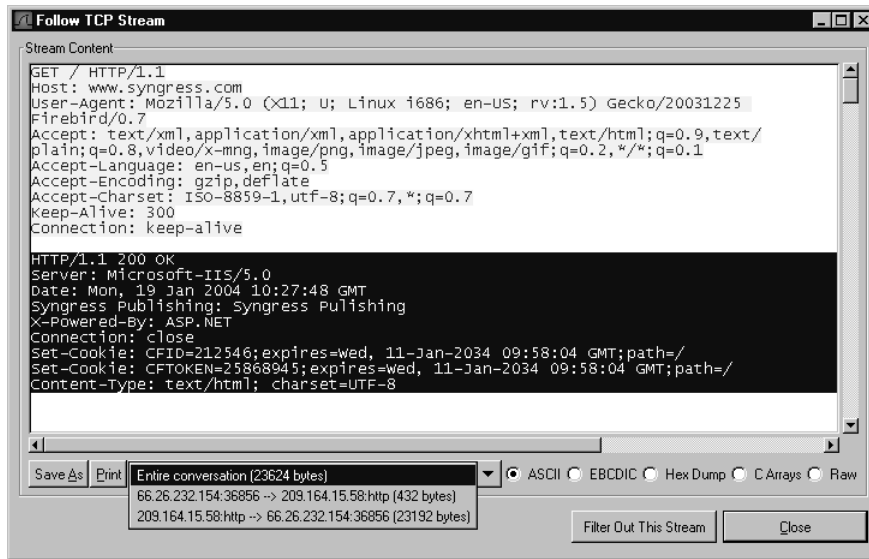 Follow TCP Stream
Stream Content
GET / HTTP/1.1
Host: www.syngress.com
User-Agent: Mozilla/5.0 (X11; U; Linux i686; en-US; rv:1.5) Gecko/20031225
Firebird/0.7
Accept: text/xml,application/xml,application/xhtml+xml,text/html;q=0.9,text/
plain;q=0.8,video/x-mng,image/png,image/jpeg,image/gif;q=0.2,*/*;q=0.1
Accept-Language: en-us,en;q=0.5
Accept-Encoding: gzip,deflate
Accept-Charset: ISO-8859-1,utf-8;q=0.7,*;q=0.7
Keep-Alive: 300
Connection: keep-alive
HTTP/1.1 200 OK
Server: Microsoft-IIS/5.0
Date: Mon, 19 Jan 2004 10:27:48 GMT
Syngress Publishing: Syngress Pulishing
X-Powered-By: ASP.NET
Connection: close
Set-Cookie: CFID=212546;expires=Wed, 11-Jan-2034 09:58:04 GMT;path=/
Set-Cookie: CFTOKEN=25868945;expires=Wed, 11-Jan-2034 09:58:04 GMT;path=/
Content-Type: text/html; charset=UTF-8
Save As Print Entire conversation (23624 bytes) ASCII EBCDIC Hex Dump C Arrays Raw
66.26.232.154:36856 --> 209.164.15.58:http (432 bytes)
209.164.15.58:http --> 66.26.232.154:36856 (23192 bytes)
Filter Out This Stream Close